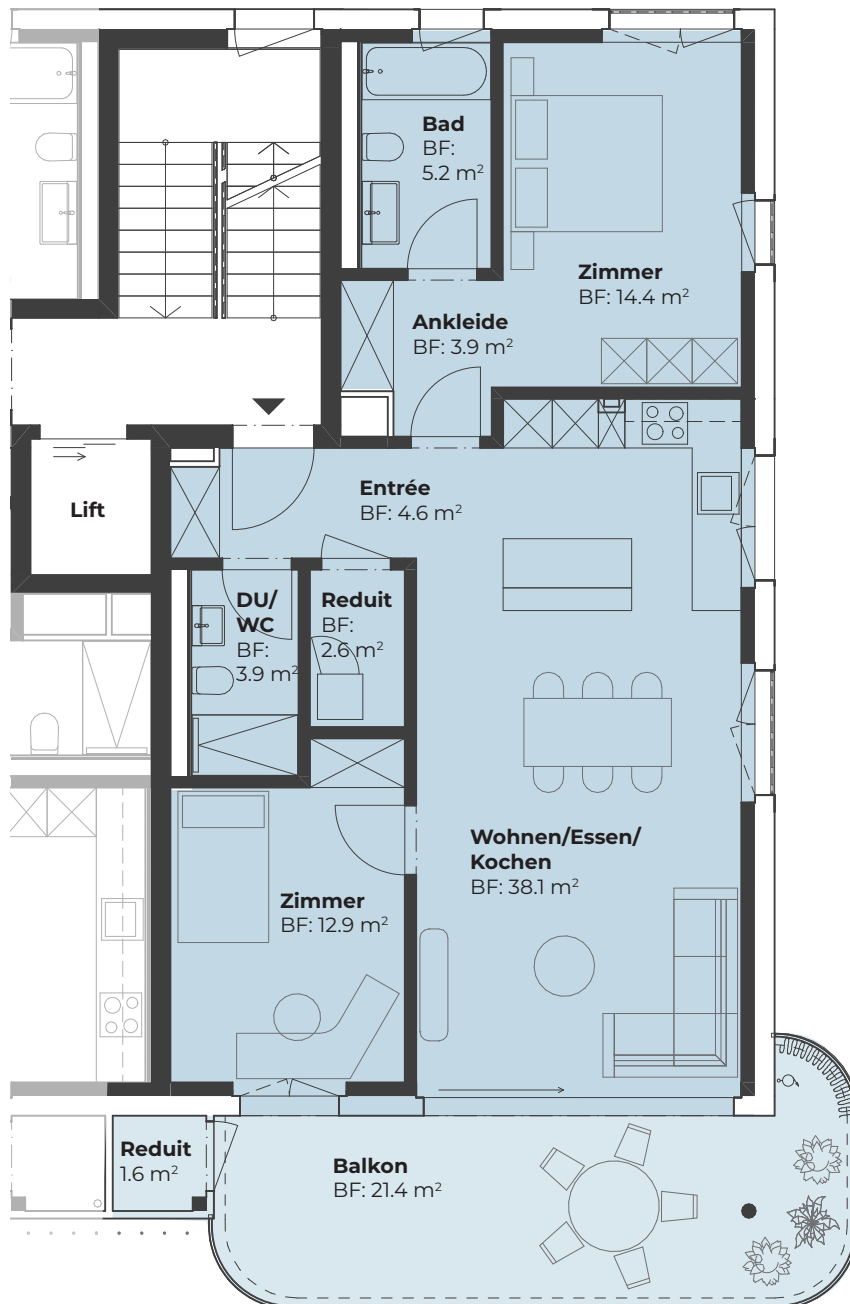 Bad
BF:
5.2 m²
Zimmer
BF: 14.4 m²
Ankleide
BF: 3.9 m²
Entrée
BF: 4.6 m²
Lift
DU/
WC
BF:
3.9 m²
Reduit
BF:
2.6 m²
Wohnen/Essen/
Kochen
BF: 38.1 m²
Zimmer
BF: 12.9 m²
Reduit
1.6 m²
Balkon
BF: 21.4 m²